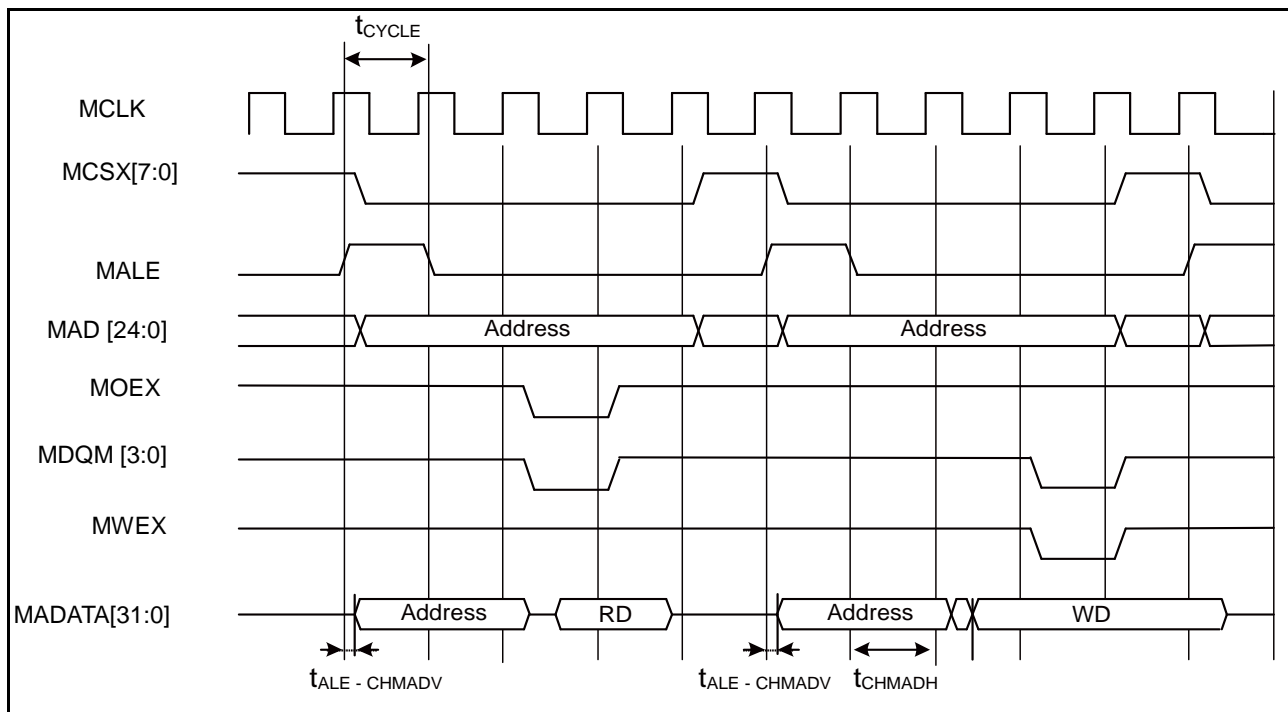 tCYCLE
MCLK
MCSX[7:0]
MALE
MAD [24:0]
Address
Address
MOEX
MDQM [3:0]
MWEX
MADATA[31:0]
Address
RD
Address
WD
tALE - CHMADV
tALE - CHMADV
tCHMADH